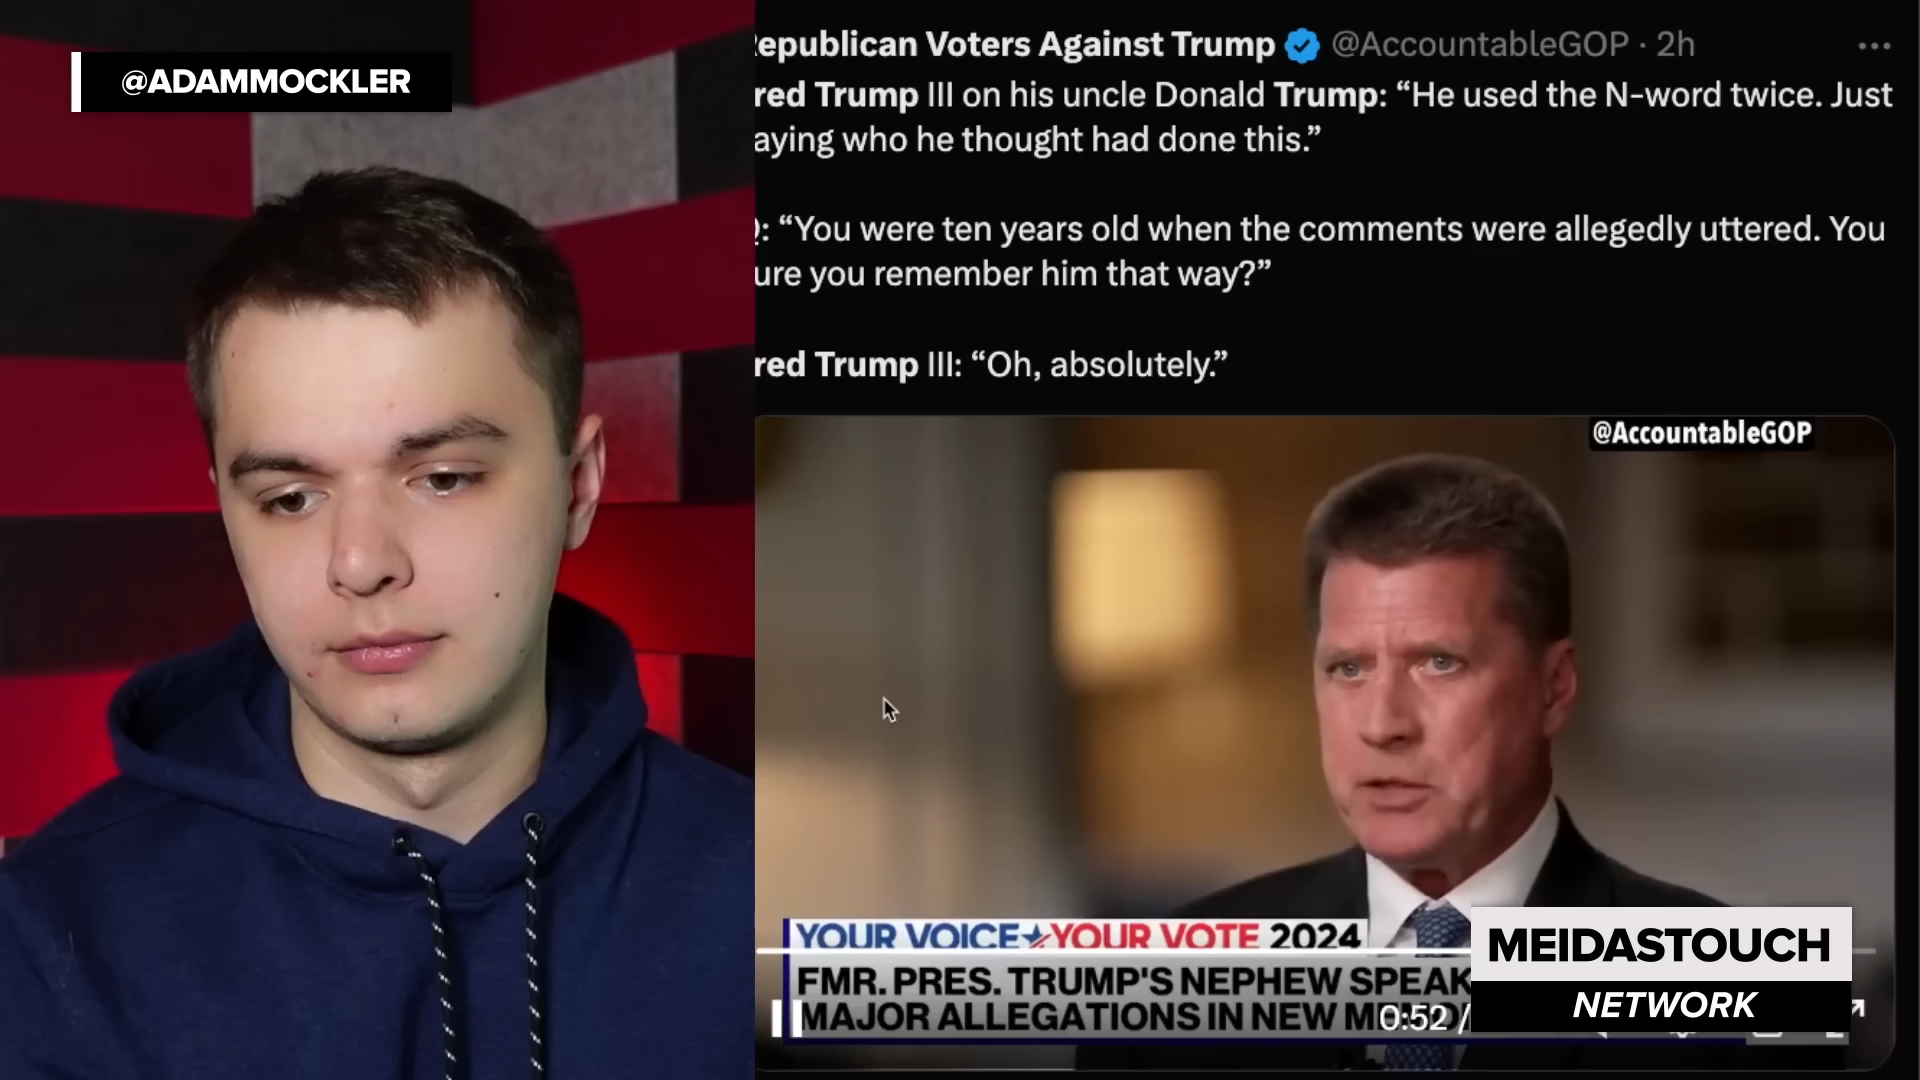 @ADAMMOCKLER
epublican Voters Against Trump @AccountableGOP · 2h
red Trump III on his uncle Donald Trump: “He used the N-word twice. Just
aying who he thought had done this.”
: “You were ten years old when the comments were allegedly uttered. You
ure you remember him that way?”
red Trump III: “Oh, absolutely.”
@AccountableGOP
YOUR VOICE YOUR VOTE 2024
FMR. PRES. TRUMP'S NEPHEW SPEAK
MAJOR ALLEGATIONS IN NEW
0:52 /
MEIDASTOUCH
NETWORK